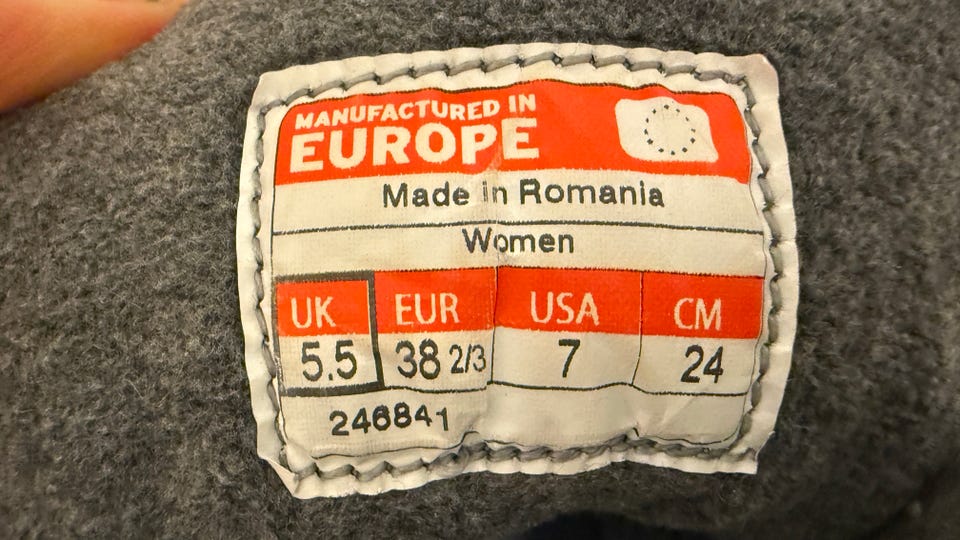 MANUFACTURED IN
EUROPE
Made in Romania
Women
UK EUR USA CM
5.5 38 2/3 7 24
246841